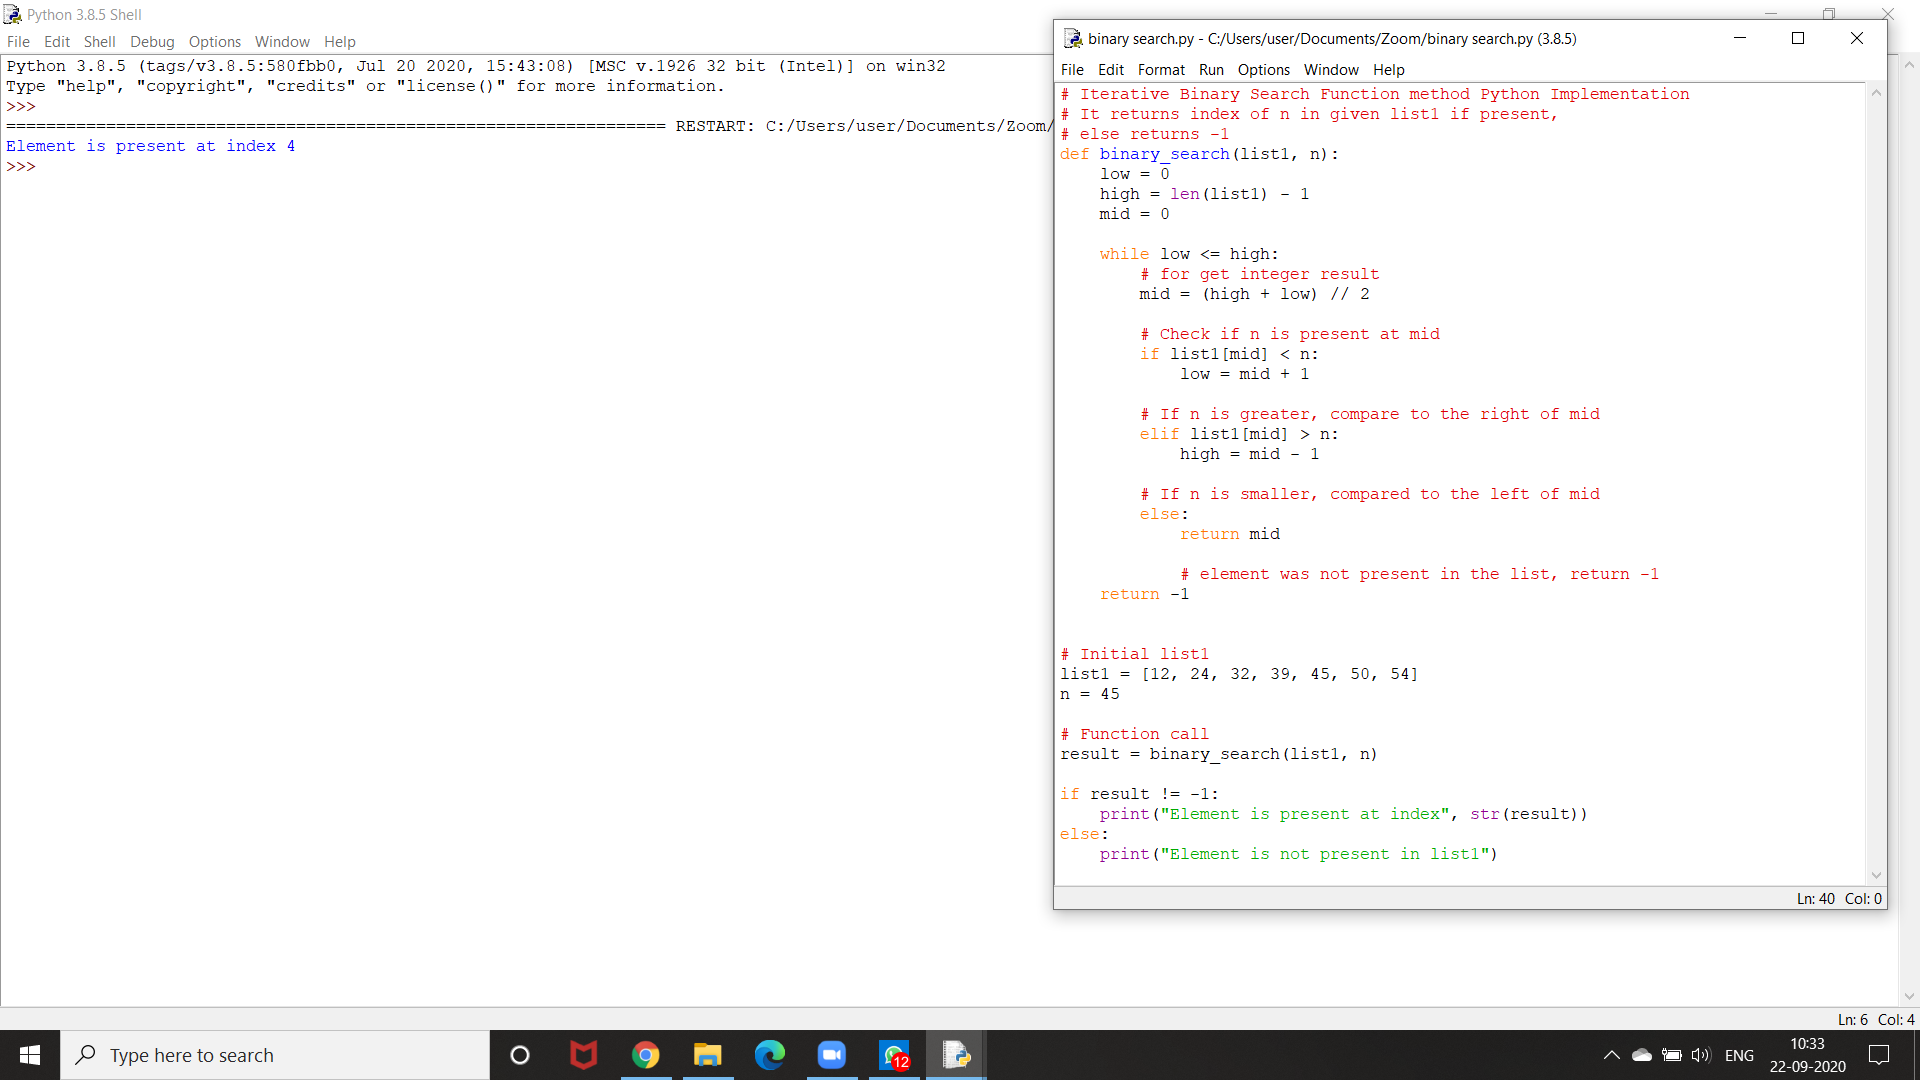 Python 3.8.5 Shell
File Edit Shell Debug Options Window Help
Python 3.8.5 (tags/v3.8.5:580fbb0, Jul 20 2020, 15:43:08) [MSC v.1926 32 bit (Intel)] on win32
Type "help", "copyright", "credits" or "license()" for more information.
>>>
================================================================== RESTART: C:/Users/user/Documents/Zoom/
Element is present at index 4
>>>
binary search.py - C:/Users/user/Documents/Zoom/binary search.py (3.8.5)
File Edit Format Run Options Window Help
# Iterative Binary Search Function method Python Implementation
# It returns index of n in given list1 if present,
# else returns -1
def binary_search(list1, n):
    low = 0
    high = len(list1) - 1
    mid = 0
    while low <= high:
        # for get integer result
        mid = (high + low) // 2
        # Check if n is present at mid
        if list1[mid] < n:
            low = mid + 1
        # If n is greater, compare to the right of mid
        elif list1[mid] > n:
            high = mid - 1
        # If n is smaller, compared to the left of mid
        else:
            return mid
            # element was not present in the list, return -1
    return -1
# Initial list1
list1 = [12, 24, 32, 39, 45, 50, 54]
n = 45
# Function call
result = binary_search(list1, n)
if result != -1:
    print("Element is present at index", str(result))
else:
    print("Element is not present in list1")
Ln: 40 Col: 0
Ln: 6 Col: 4
Type here to search
12
ENG
10:33
22-09-2020